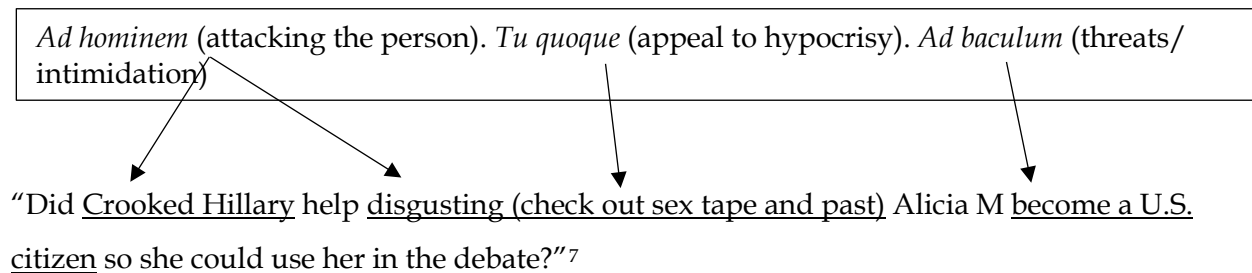 Ad hominem (attacking the person). Tu quoque (appeal to hypocrisy). Ad baculum (threats/
intimidation)
“Did Crooked Hillary help disgusting (check out sex tape and past) Alicia M become a U.S.
citizen so she could use her in the debate?”7